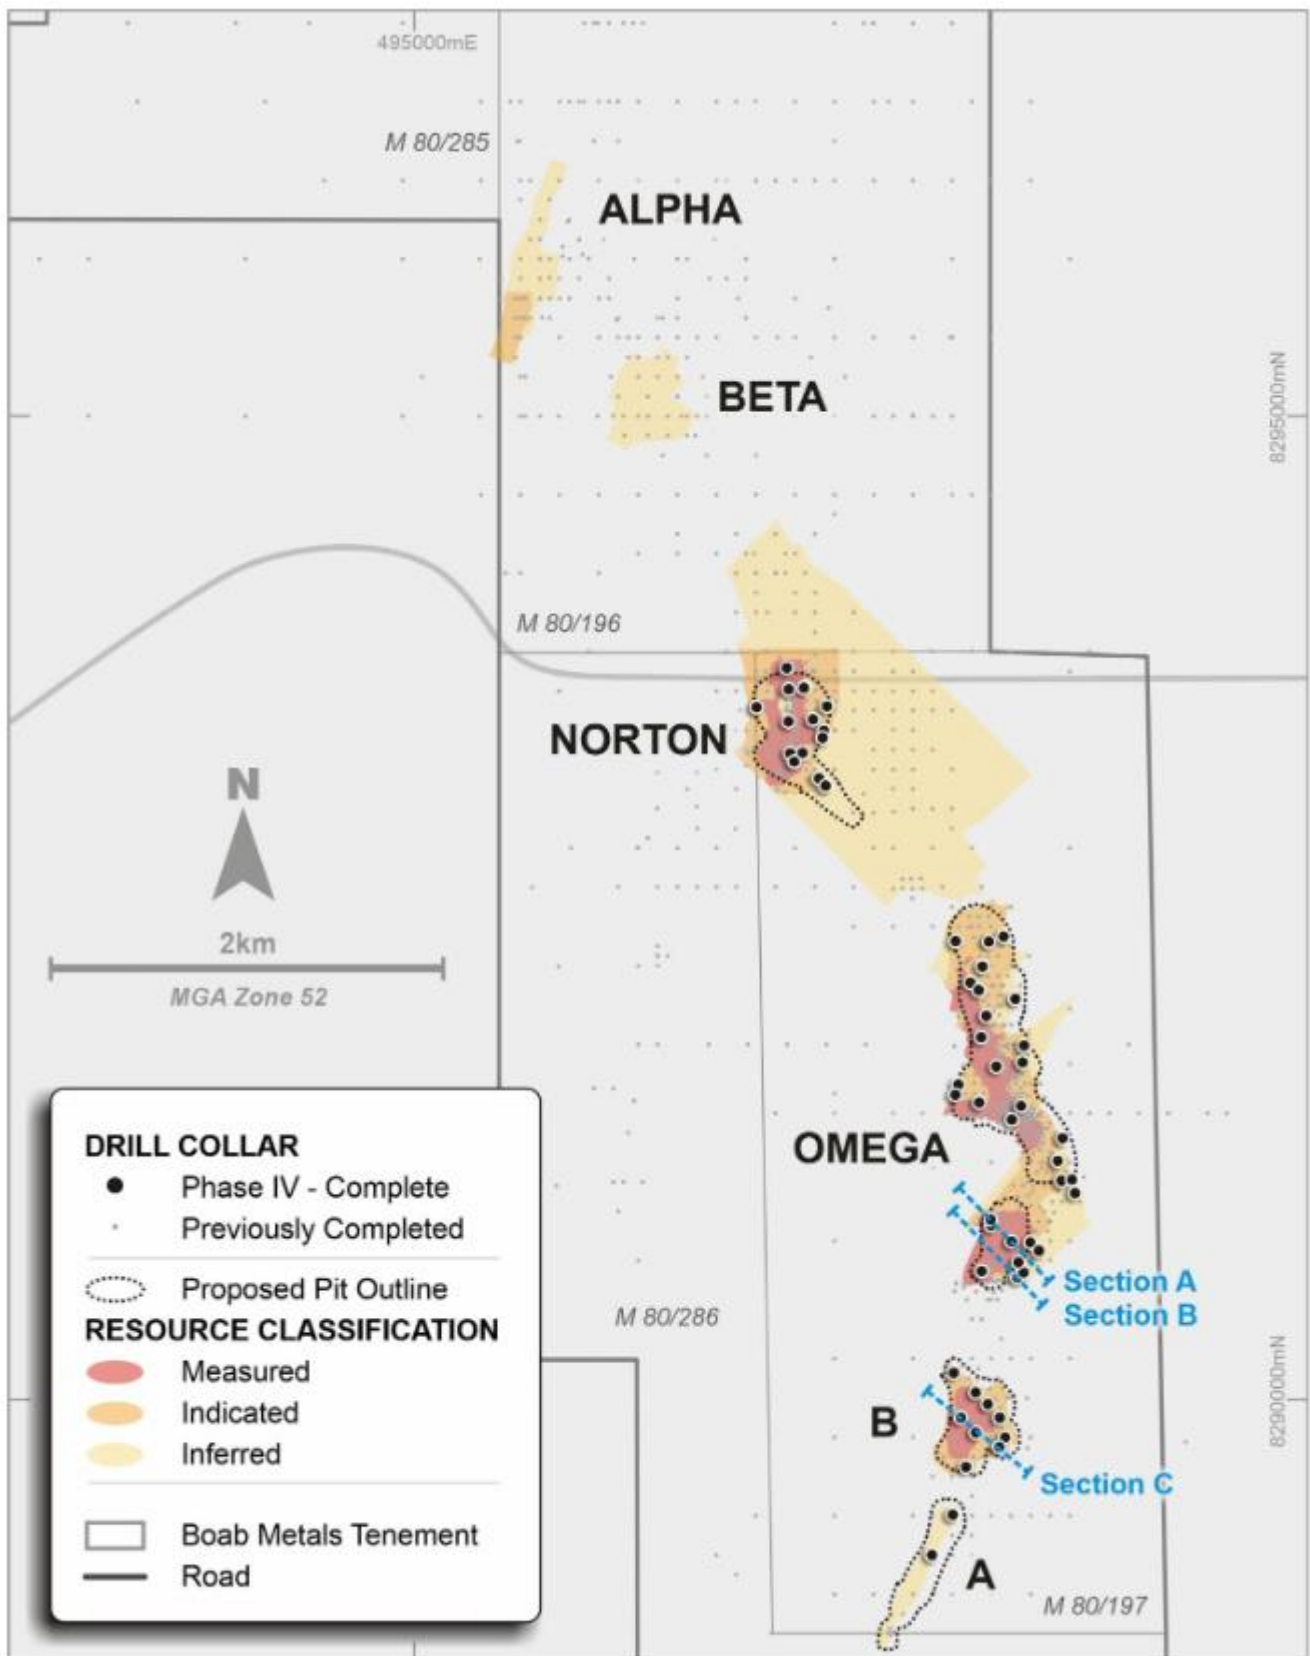 495000mE
M 80/285
ALPHA
BETA
8295000mN
M 80/196
NORTON
N
2km
MGA Zone 52
OMEGA
Section A
Section B
M 80/286
8290000mN
B
Section C
A
M 80/197
DRILL COLLAR
Phase IV - Complete
Previously Completed
Proposed Pit Outline
RESOURCE CLASSIFICATION
Measured
Indicated
Inferred
Boab Metals Tenement
Road